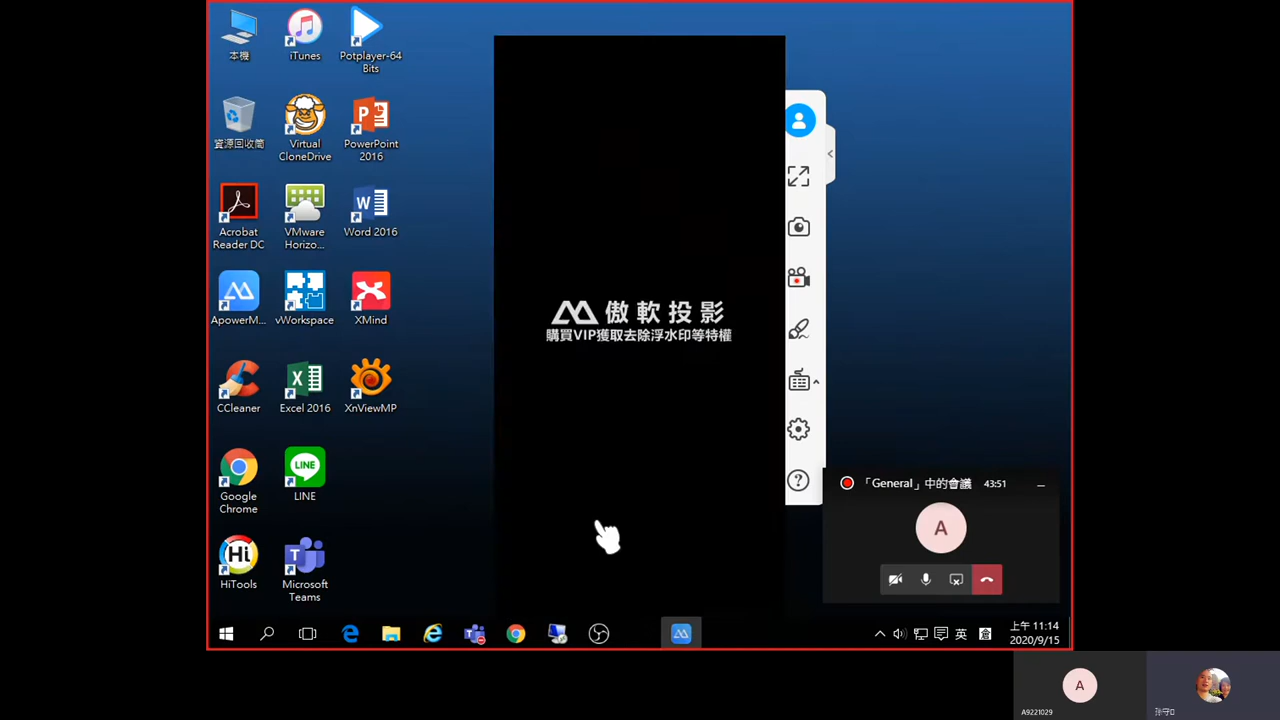 本機
iTunes
Potplayer-64
Bits
資源回收筒
Virtual
CloneDrive
PowerPoint
2016
Acrobat
Reader DC
VMware
Horizo...
Word 2016
ApowerM...
vWorkspace
XMind
CCleaner
Excel 2016
XnViewMP
Google
Chrome
LINE
LINE
Hi
HiTools
Microsoft
Teams
傲軟投影
購買VIP獲取去除浮水印等特權
「General」中的會議 43:51
A
英 倉
上午 11:14
2020/9/15
A
A9221029